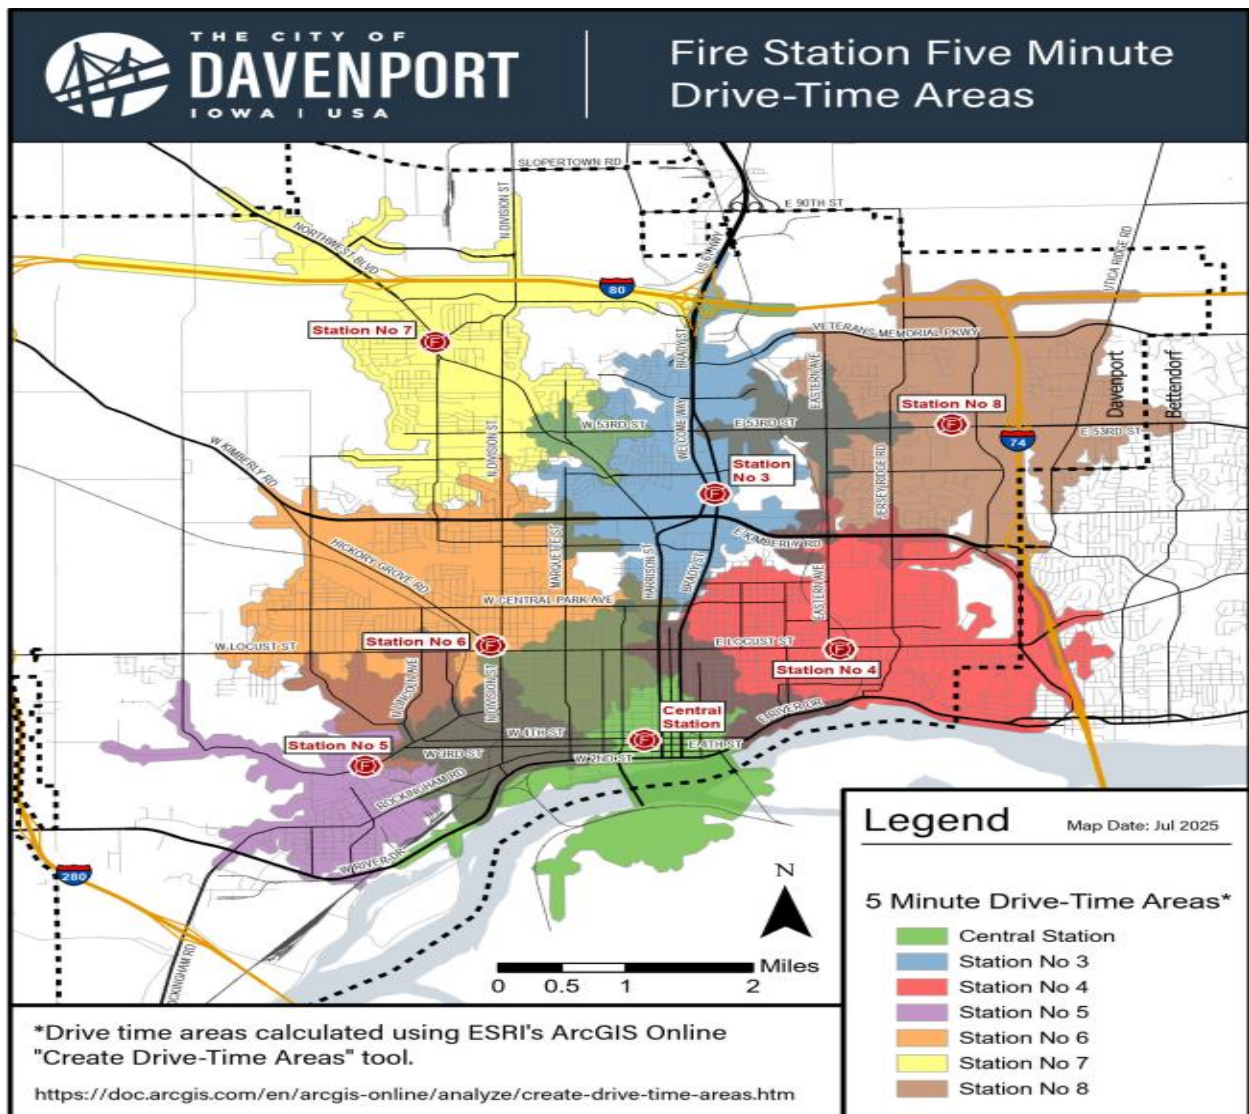 THE CITY OF
DAVENPORT
IOWA | USA
Fire Station Five Minute
Drive-Time Areas
SLOPERTOWN RD
N DIVISION ST
E 90TH ST
US 61 HWY
UTICA RIDGE RD
NORTHWEST BLVD
80
Station No 7
VETERANS MEMORIAL PKWY
BRADY ST
EASTERN AVE
Davenport
Bettendorf
Station No 8
W 53RD ST
E 53RD ST
E 53RD ST
74
WELCOME WAY
N DIVISION ST
W KIMBERLY RD
Station
No 3
JERSEY RIDGE RD
E KIMBERLY RD
HICKORY GROVE RD
MARQUETTE ST
HARRISON ST
BRADY ST
EASTERN AVE
W CENTRAL PARK AVE
W LOCUST ST
Station No 6
E LOCUST ST
Station No 4
N DIVISION ST
Central
Station
E RIVER DR
Station No 5
W 4TH ST
W 3RD ST
E 4TH ST
W 2ND ST
ROCKINGHAM RD
W RIVER DR
280
OCKINGHAM RD
N
0 0.5 1 2 Miles
Legend Map Date: Jul 2025
5 Minute Drive-Time Areas*
Central Station
Station No 3
Station No 4
Station No 5
Station No 6
Station No 7
Station No 8
*Drive time areas calculated using ESRI's ArcGIS Online
"Create Drive-Time Areas" tool.
https://doc.arcgis.com/en/arcgis-online/analyze/create-drive-time-areas.htm